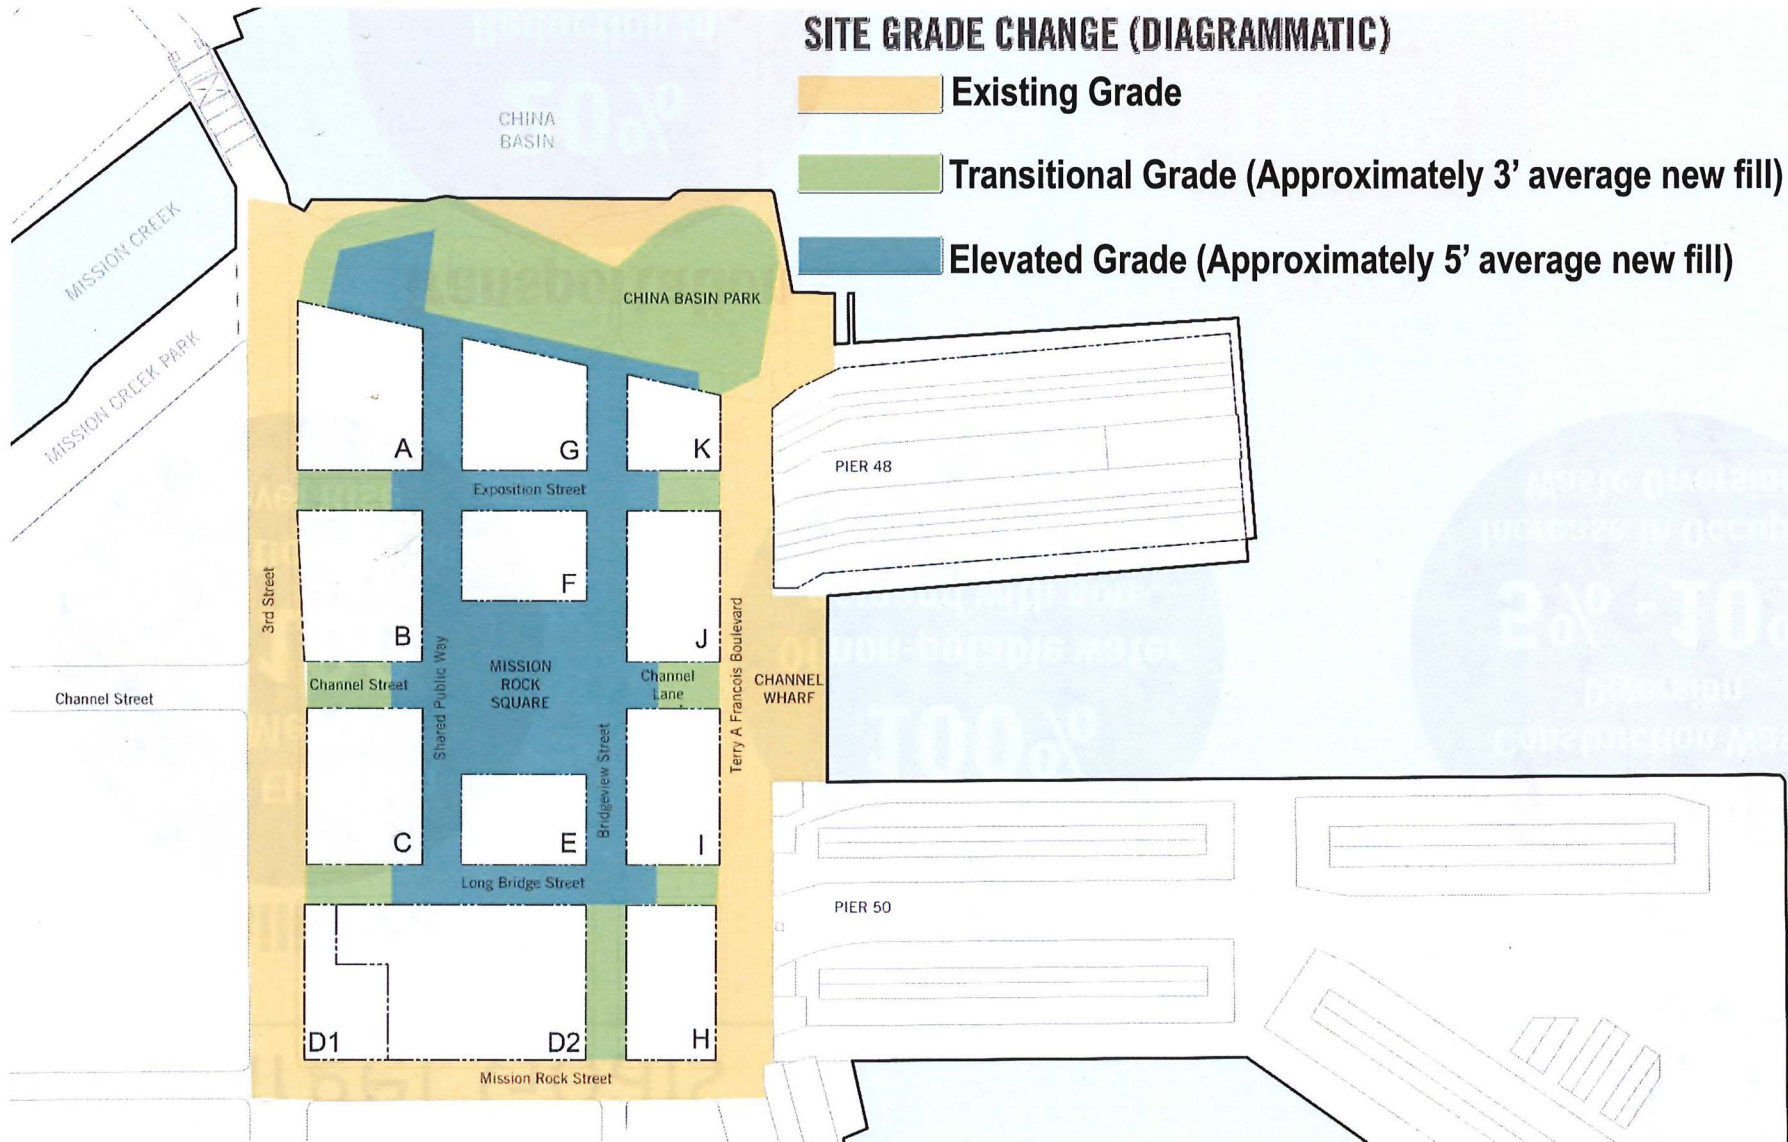 SITE GRADE CHANGE (DIAGRAMMATIC)
Existing Grade
Transitional Grade (Approximately 3’ average new fill)
Elevated Grade (Approximately 5’ average new fill)
CHINA
BASIN
MISSION CREEK
MISSION CREEK PARK
CHINA BASIN PARK
A
G
K
PIER 48
Exposition Street
F
3rd Street
B
J
Shared Public Way
MISSION
ROCK
SQUARE
Channel Street
Channel Street
Channel
Lane
Terry A Francois Boulevard
CHANNEL
WHARF
Bridgeview Street
C
E
I
Long Bridge Street
PIER 50
D1
D2
H
Mission Rock Street